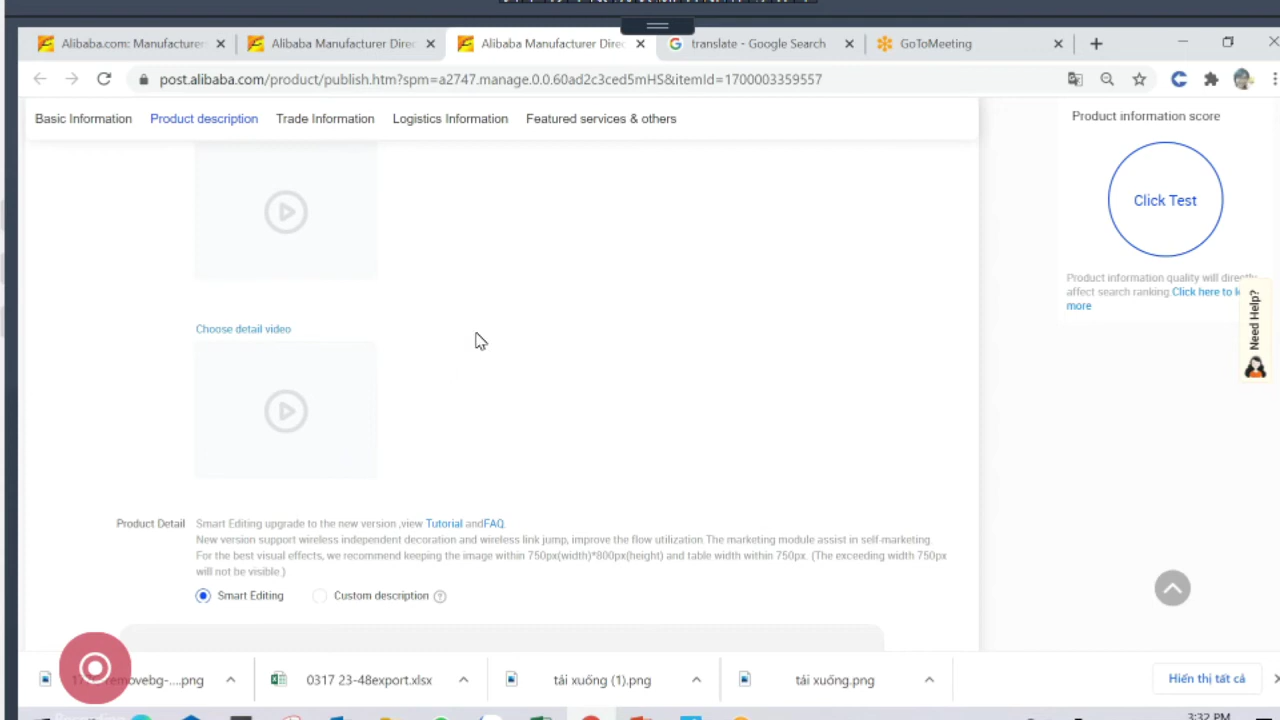 Alibaba.com: Manufacturer
Alibaba Manufacturer Dire
Alibaba Manufacturer Direc
translate - Google Search
GoToMeeting
post.alibaba.com/product/publish.htm?spm=a2747.manage.0.0.60ad2c3ced5mHS&itemId=1700003359557
Basic Information
Product description
Trade Information
Logistics Information
Featured services & others
Product information score
Click Test
Product information quality will directly
affect search ranking.Click here to le
more
Need Help?
Choose detail video
Product Detail
Smart Editing upgrade to the new version ,view Tutorial andFAQ.
New version support wireless independent decoration and wireless link jump, improve the flow utilization.The marketing module assist in self-marketing.
For the best visual effects, we recommend keeping the image within 750px(width)*800px(height) and table width within 750px. (The exceeding width 750px
will not be visible.)
Smart Editing
Custom description
removebg-....png
0317 23-48export.xlsx
tải xuống (1).png
tải xuống.png
Hiển thị tất cả
3:32 PM